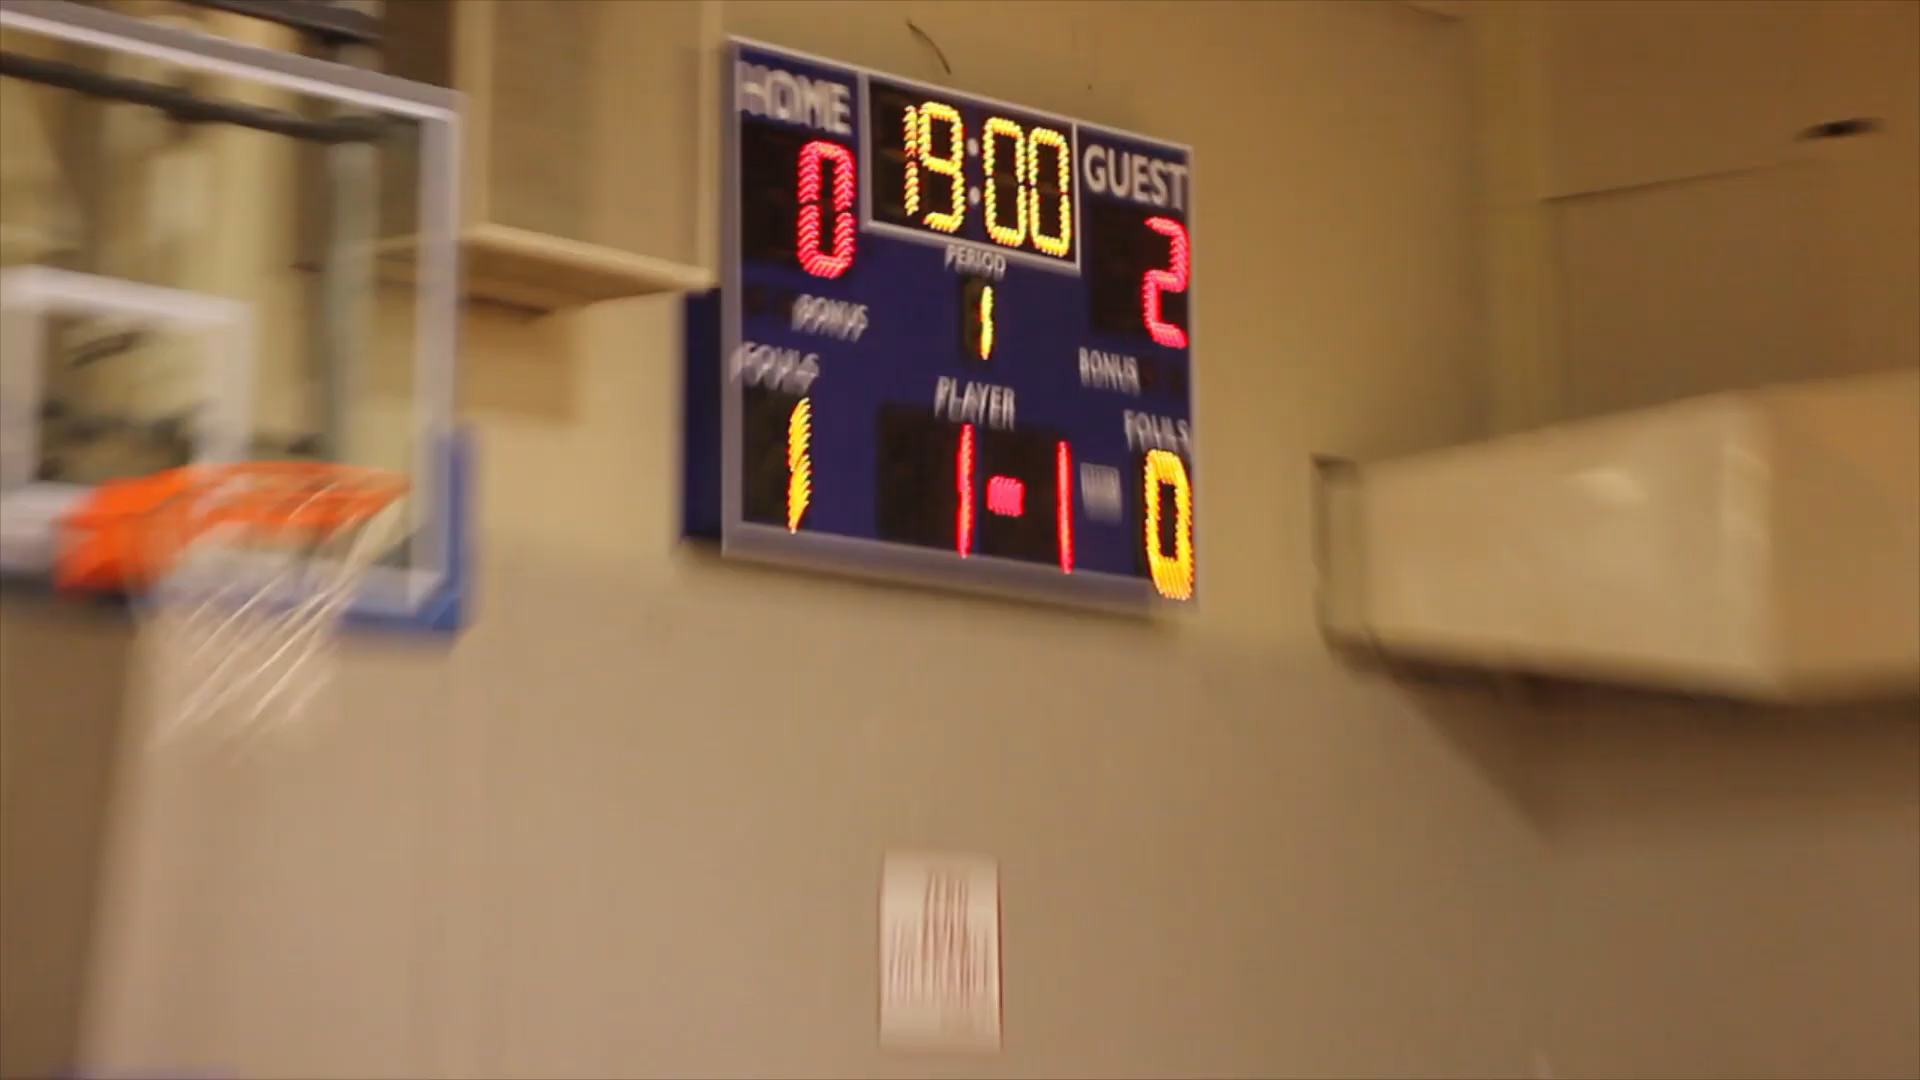 HOME 19:00 GUEST
0 2
PERIOD
1
BONUS BONUS
FOULS PLAYER FOULS
1 1-1 0